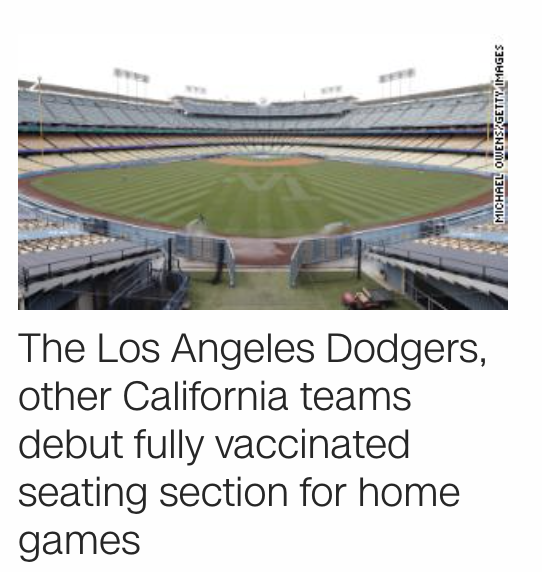 MICHAEL OWENS/GETTY IMAGES
The Los Angeles Dodgers,
other California teams
debut fully vaccinated
seating section for home
games